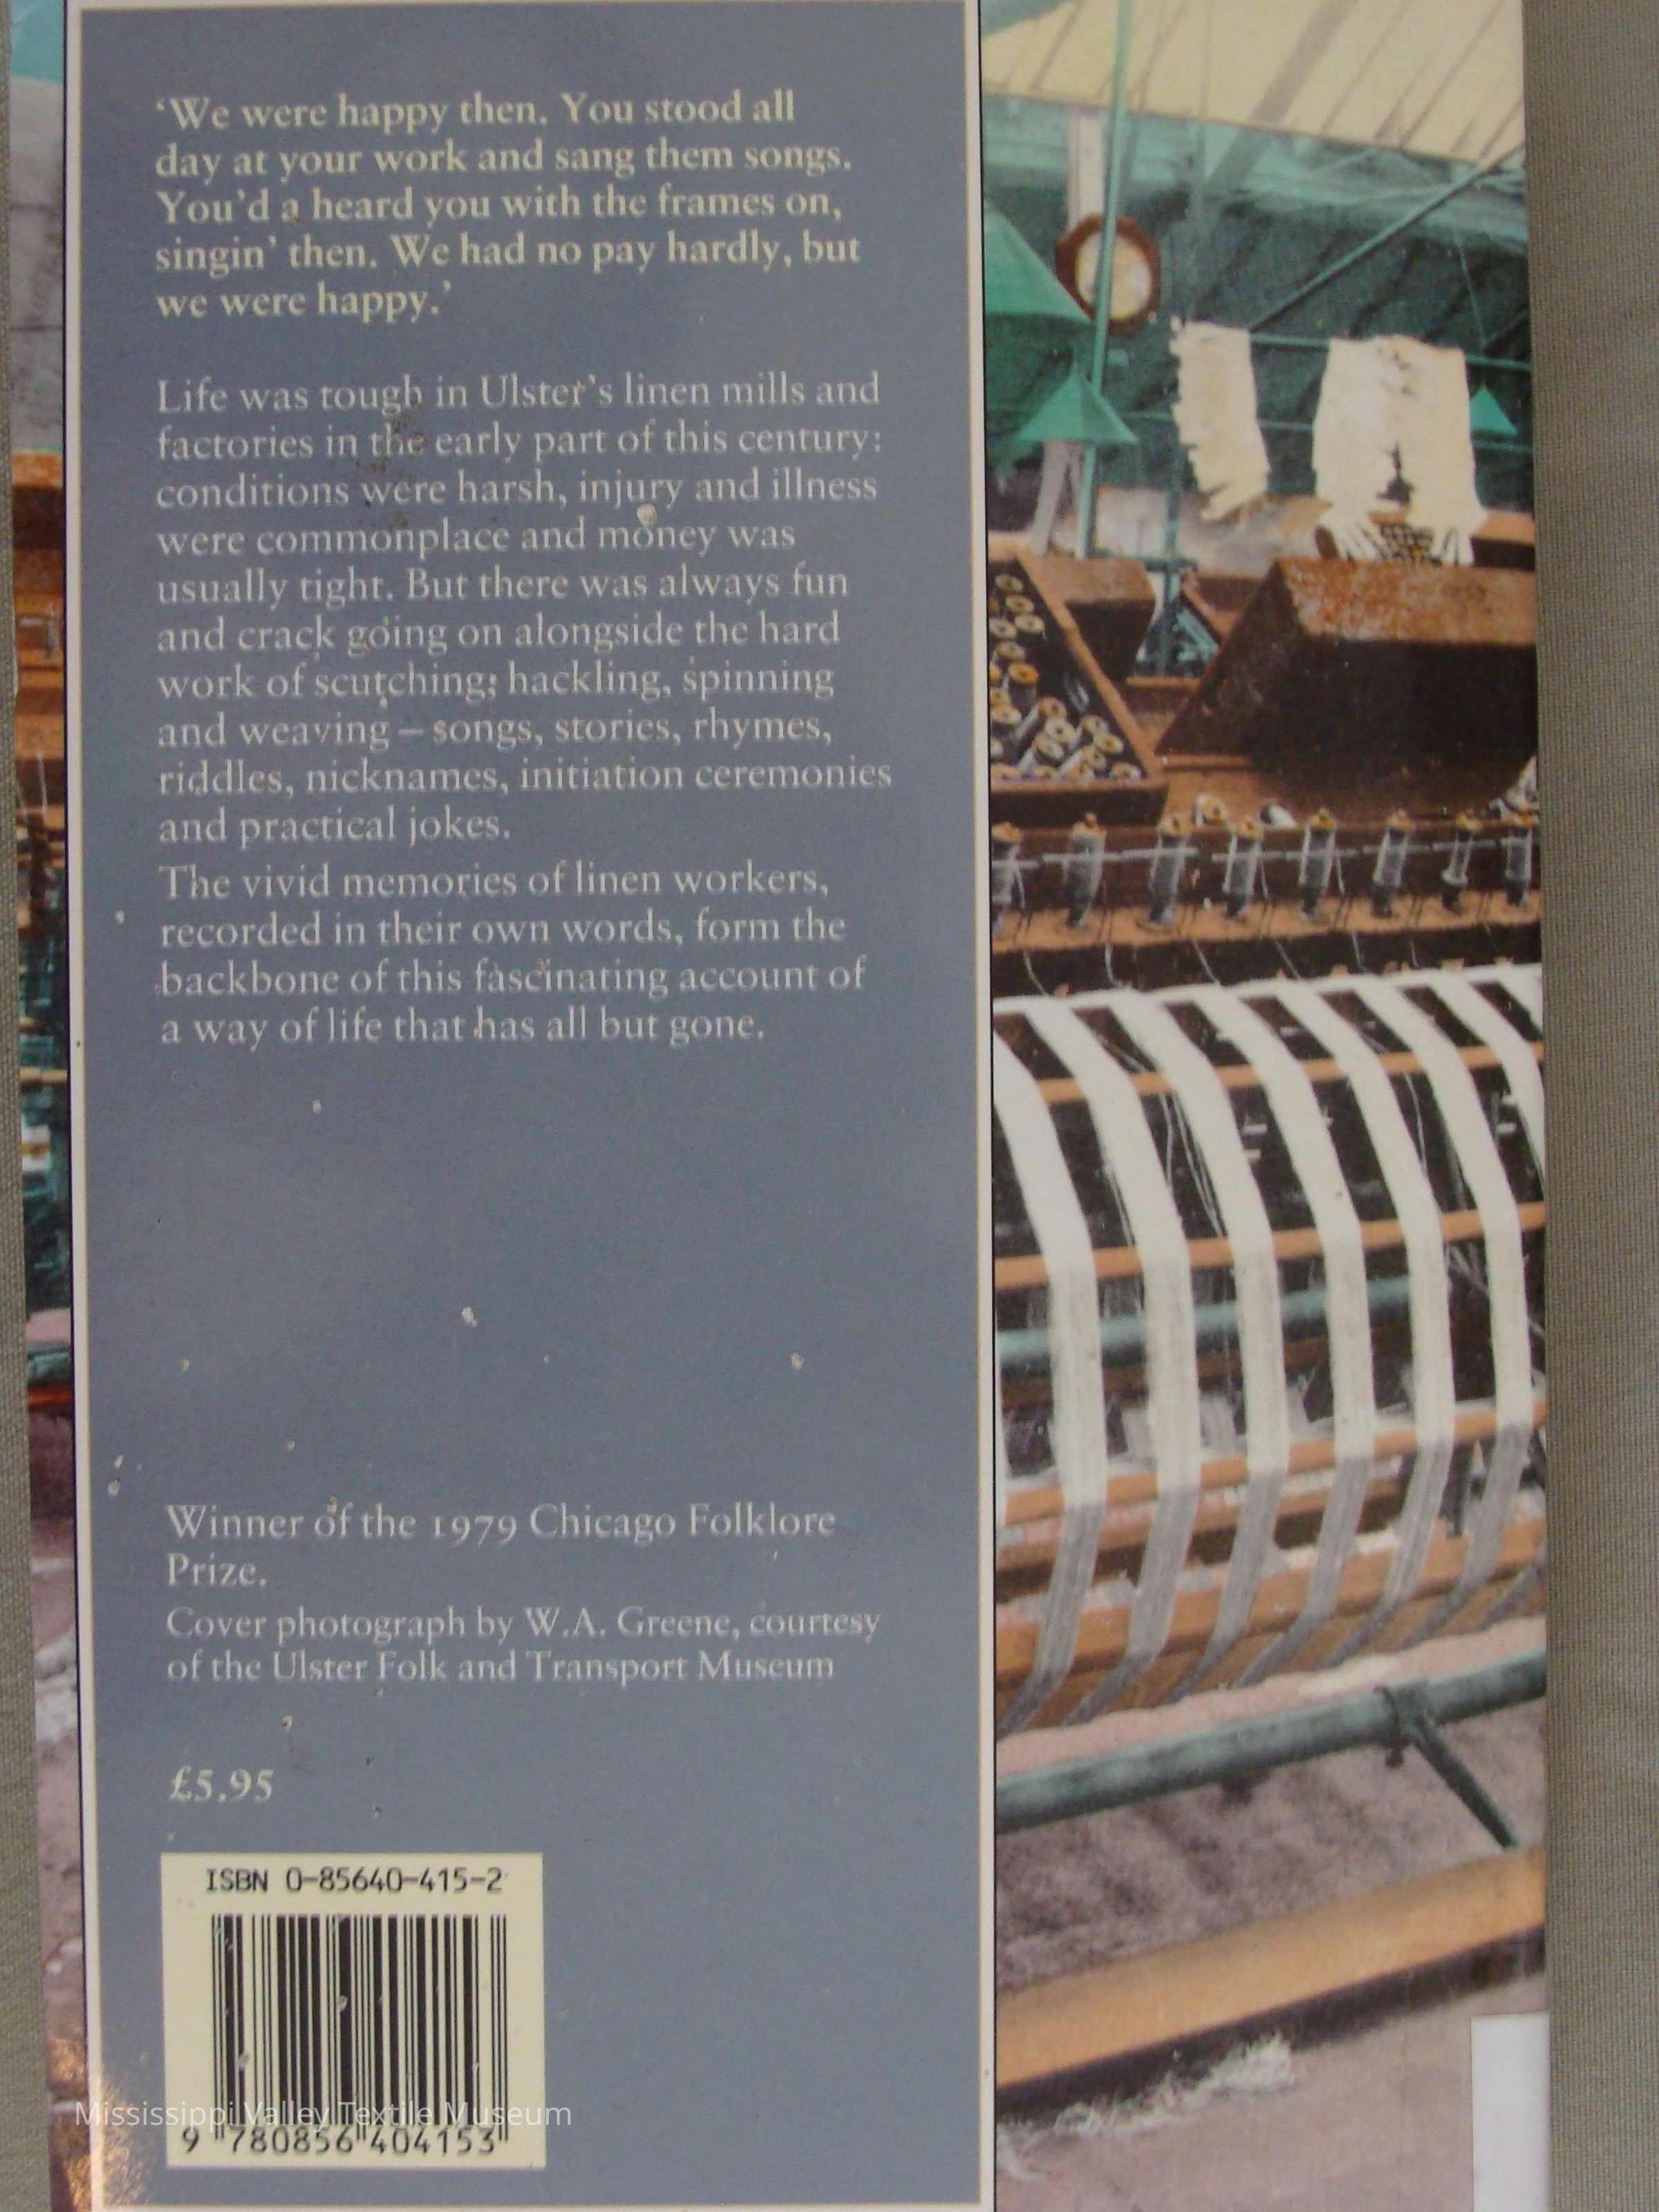 ‘We were happy then. You stood all
day at your work and sang them songs.
You’d a heard you with the frames on,
singin’ then. We had no pay hardly, but
we were happy.’
Life was tough in Ulster’s linen mills and
factories in the early part of this century:
conditions were harsh, injury and illness
were commonplace and money was
usually tight. But there was always fun
and crack going on alongside the hard
work of scutching, hackling, spinning
and weaving – songs, stories, rhymes,
riddles, nicknames, initiation ceremonies
and practical jokes.
The vivid memories of linen workers,
recorded in their own words, form the
backbone of this fascinating account of
a way of life that has all but gone.
Winner of the 1979 Chicago Folklore
Prize.
Cover photograph by W.A. Greene, courtesy
of the Ulster Folk and Transport Museum
£5.95
ISBN 0-85640-415-2
Mississippi Valley Textile Museum
9 780856 404153